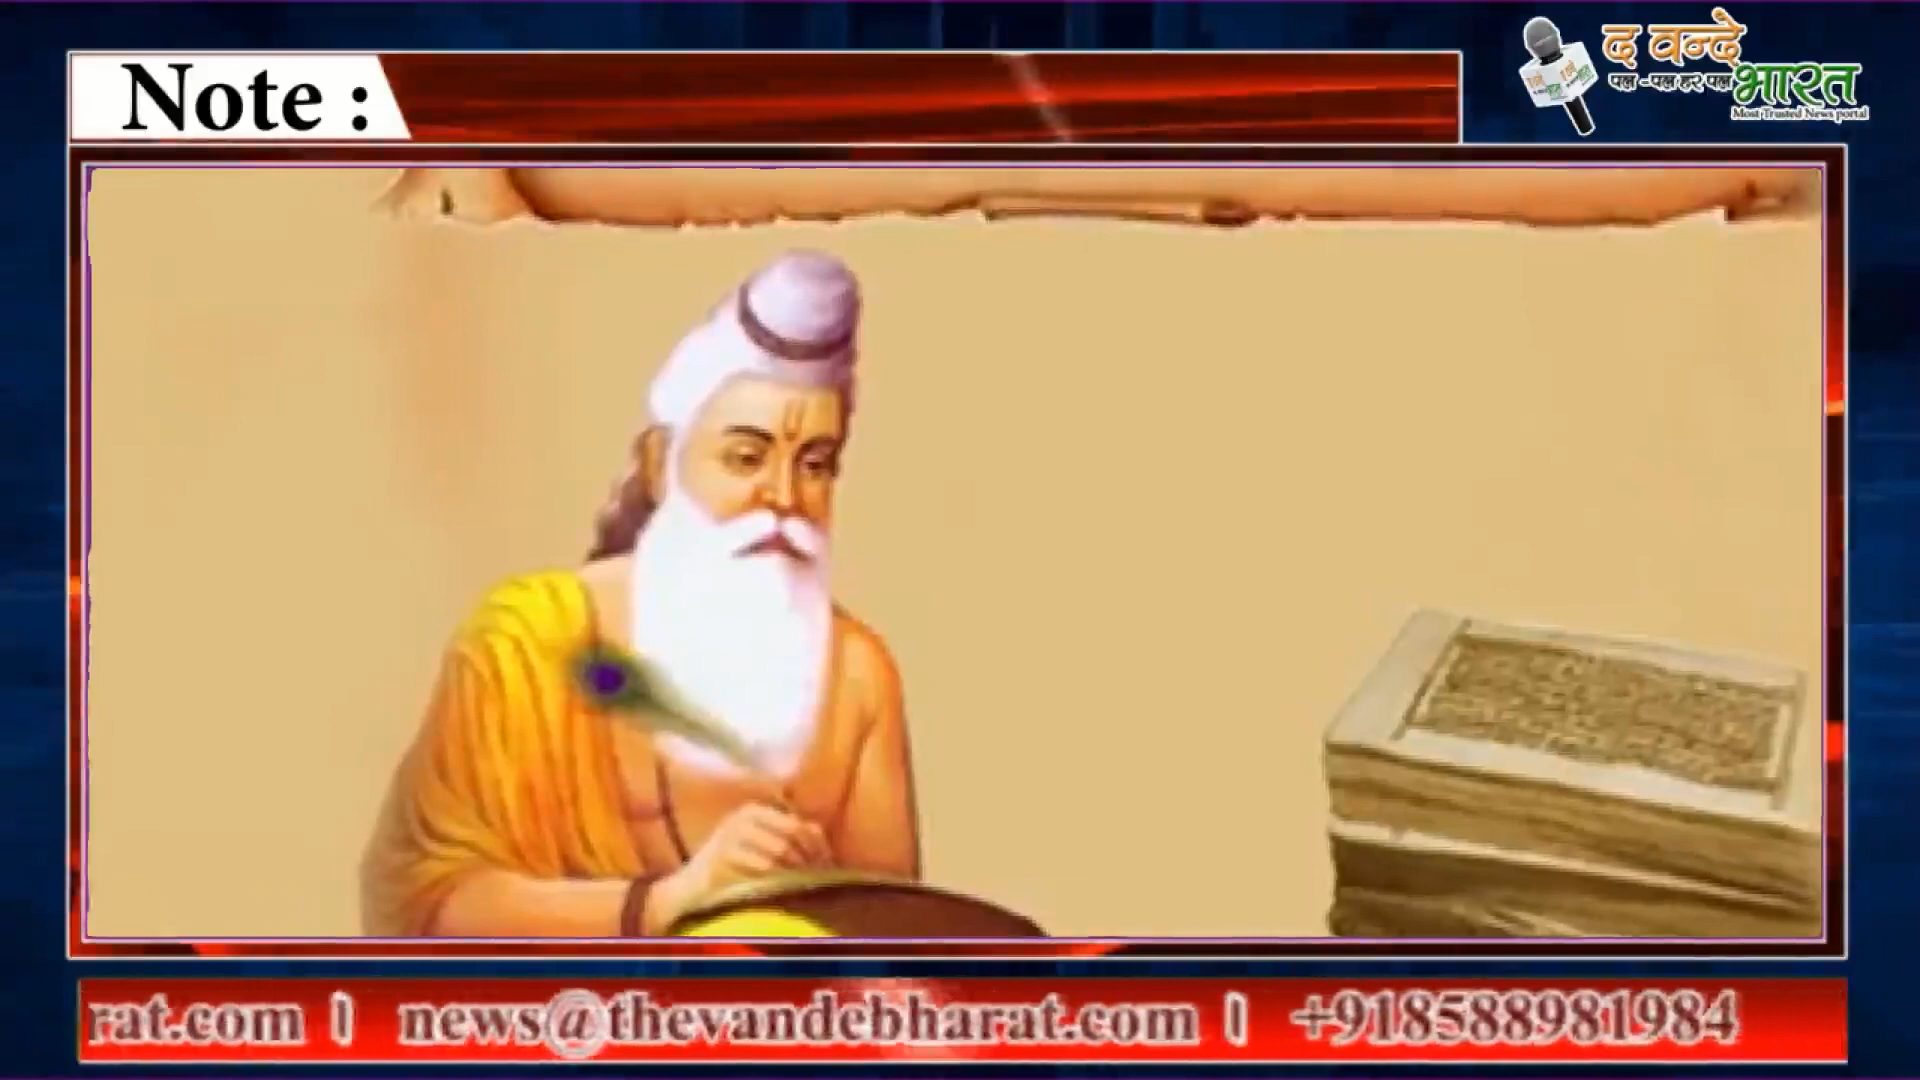 Note :
द वन्दे
पल -पल हर पल भारत
Most Trusted News portal
rat.com । news@thevandebharat.com । +918588981984